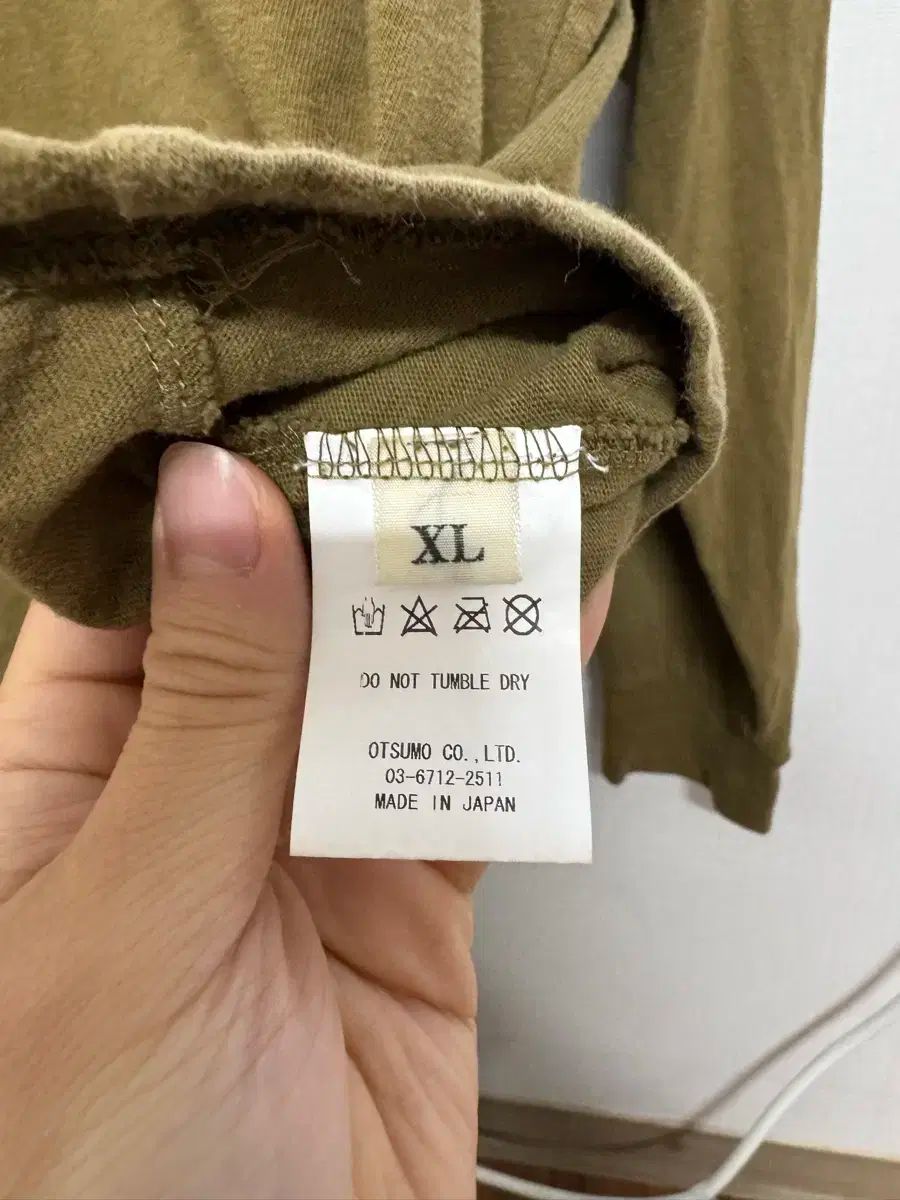 XL
DO NOT TUMBLE DRY
OTSUMO CO.,LTD.
03-6712-2511
MADE IN JAPAN